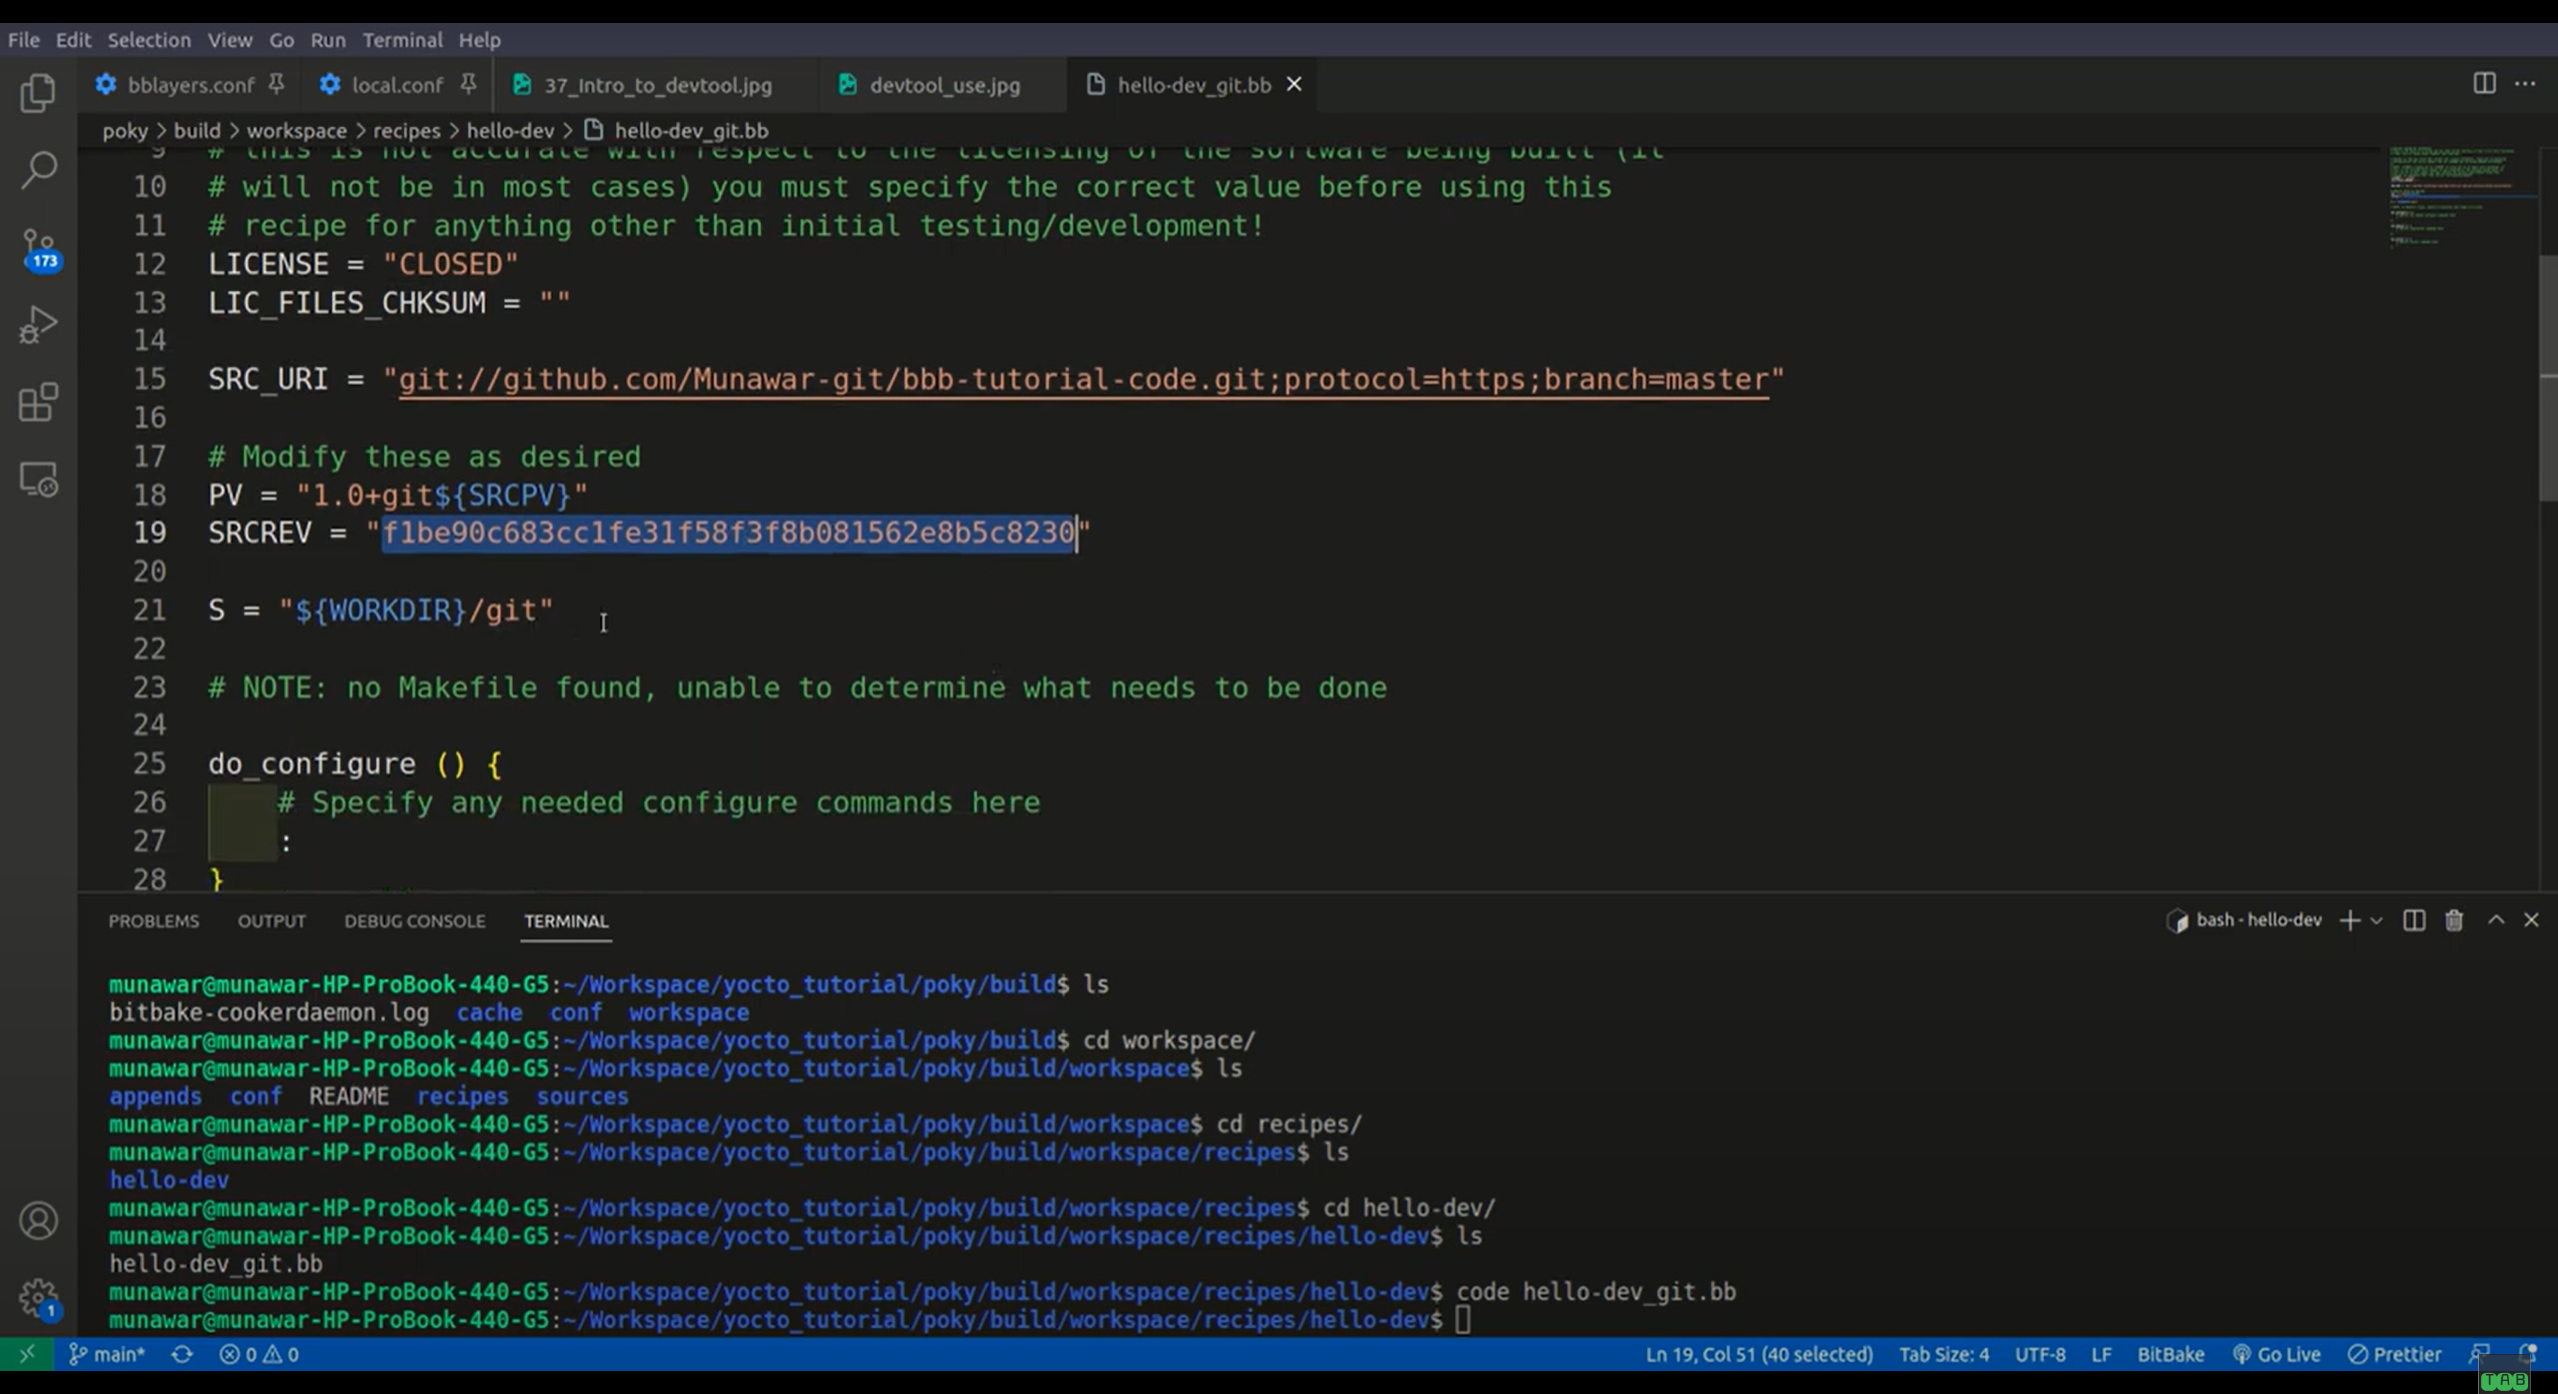 File Edit Selection View Go Run Terminal Help
bblayers.conf local.conf 37_Intro_to_devtool.jpg devtool_use.jpg hello-dev_git.bb
poky > build > workspace > recipes > hello-dev > hello-dev_git.bb
9 # this is not accurate with respect to the licensing of the software being built (it
10 # will not be in most cases) you must specify the correct value before using this
11 # recipe for anything other than initial testing/development!
12 LICENSE = "CLOSED"
13 LIC_FILES_CHKSUM = ""
14
15 SRC_URI = "git://github.com/Munawar-git/bbb-tutorial-code.git;protocol=https;branch=master"
16
17 # Modify these as desired
18 PV = "1.0+git${SRCPV}"
19 SRCREV = "f1be90c683cc1fe31f58f3f8b081562e8b5c8230"
20
21 S = "${WORKDIR}/git"
22
23 # NOTE: no Makefile found, unable to determine what needs to be done
24
25 do_configure () {
26 # Specify any needed configure commands here
27 :
28 }
173
1
PROBLEMS OUTPUT DEBUG CONSOLE TERMINAL bash - hello-dev
munawar@munawar-HP-ProBook-440-G5:~/Workspace/yocto_tutorial/poky/build$ ls
bitbake-cookerdaemon.log cache conf workspace
munawar@munawar-HP-ProBook-440-G5:~/Workspace/yocto_tutorial/poky/build$ cd workspace/
munawar@munawar-HP-ProBook-440-G5:~/Workspace/yocto_tutorial/poky/build/workspace$ ls
appends conf README recipes sources
munawar@munawar-HP-ProBook-440-G5:~/Workspace/yocto_tutorial/poky/build/workspace$ cd recipes/
munawar@munawar-HP-ProBook-440-G5:~/Workspace/yocto_tutorial/poky/build/workspace/recipes$ ls
hello-dev
munawar@munawar-HP-ProBook-440-G5:~/Workspace/yocto_tutorial/poky/build/workspace/recipes$ cd hello-dev/
munawar@munawar-HP-ProBook-440-G5:~/Workspace/yocto_tutorial/poky/build/workspace/recipes/hello-dev$ ls
hello-dev_git.bb
munawar@munawar-HP-ProBook-440-G5:~/Workspace/yocto_tutorial/poky/build/workspace/recipes/hello-dev$ code hello-dev_git.bb
munawar@munawar-HP-ProBook-440-G5:~/Workspace/yocto_tutorial/poky/build/workspace/recipes/hello-dev$
main* 0 0 Ln 19, Col 51 (40 selected) Tab Size: 4 UTF-8 LF BitBake Go Live Prettier
TAB